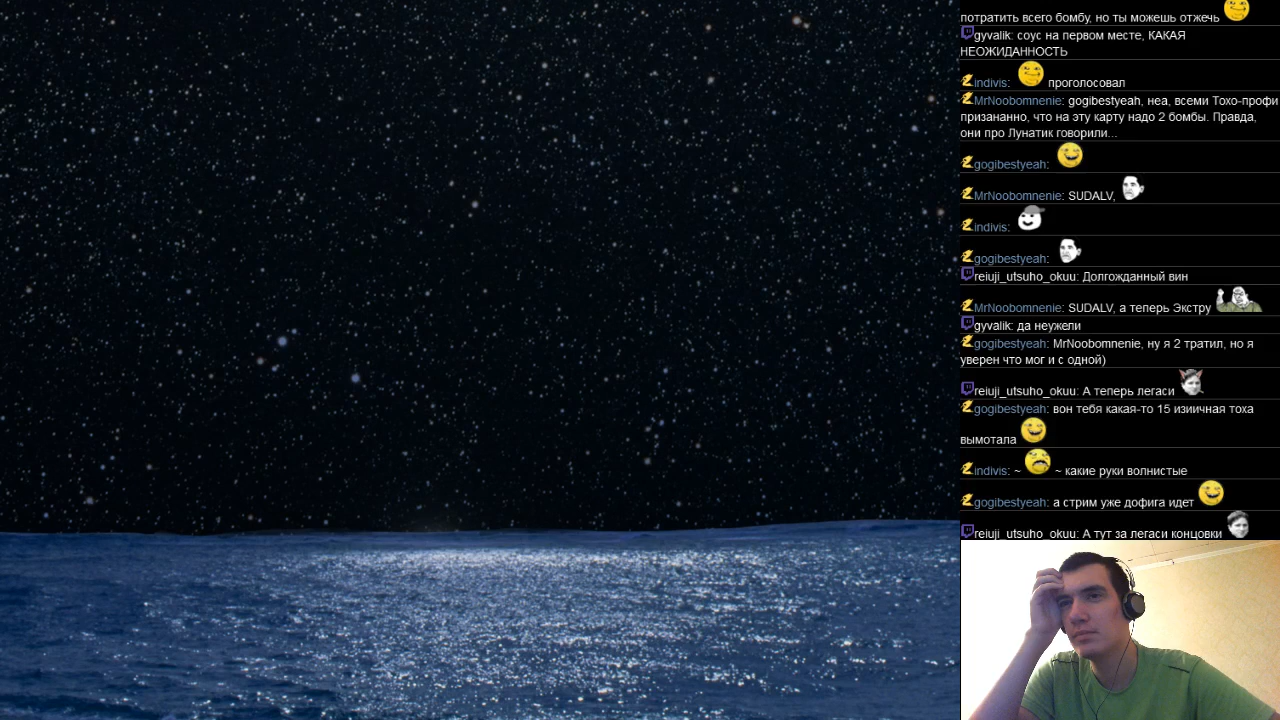 потратить всего бомбу, но ты можешь отжечь
gyvalik: соус на первом месте, КАКАЯ
НЕОЖИДАННОСТЬ
indivis: проголосовал
MrNoobomnenie: gogibestyeah, неа, всеми Тохо-профи
призананно, что на эту карту надо 2 бомбы. Правда,
они про Лунатик говорили...
gogibestyeah:
MrNoobomnenie: SUDALV,
indivis:
gogibestyeah:
reiuji_utsuho_okuu: Долгожданный вин
MrNoobomnenie: SUDALV, а теперь Экстру
gyvalik: да неужели
gogibestyeah: MrNoobomnenie, ну я 2 тратил, но я
уверен что мог и с одной)
reiuji_utsuho_okuu: А теперь легаси
gogibestyeah: вон тебя какая-то 15 изиичная тоха
вымотала
indivis: ~ ~ какие руки волнистые
gogibestyeah: а стрим уже дофига идет
reiuji_utsuho_okuu: А тут за легаси концовки